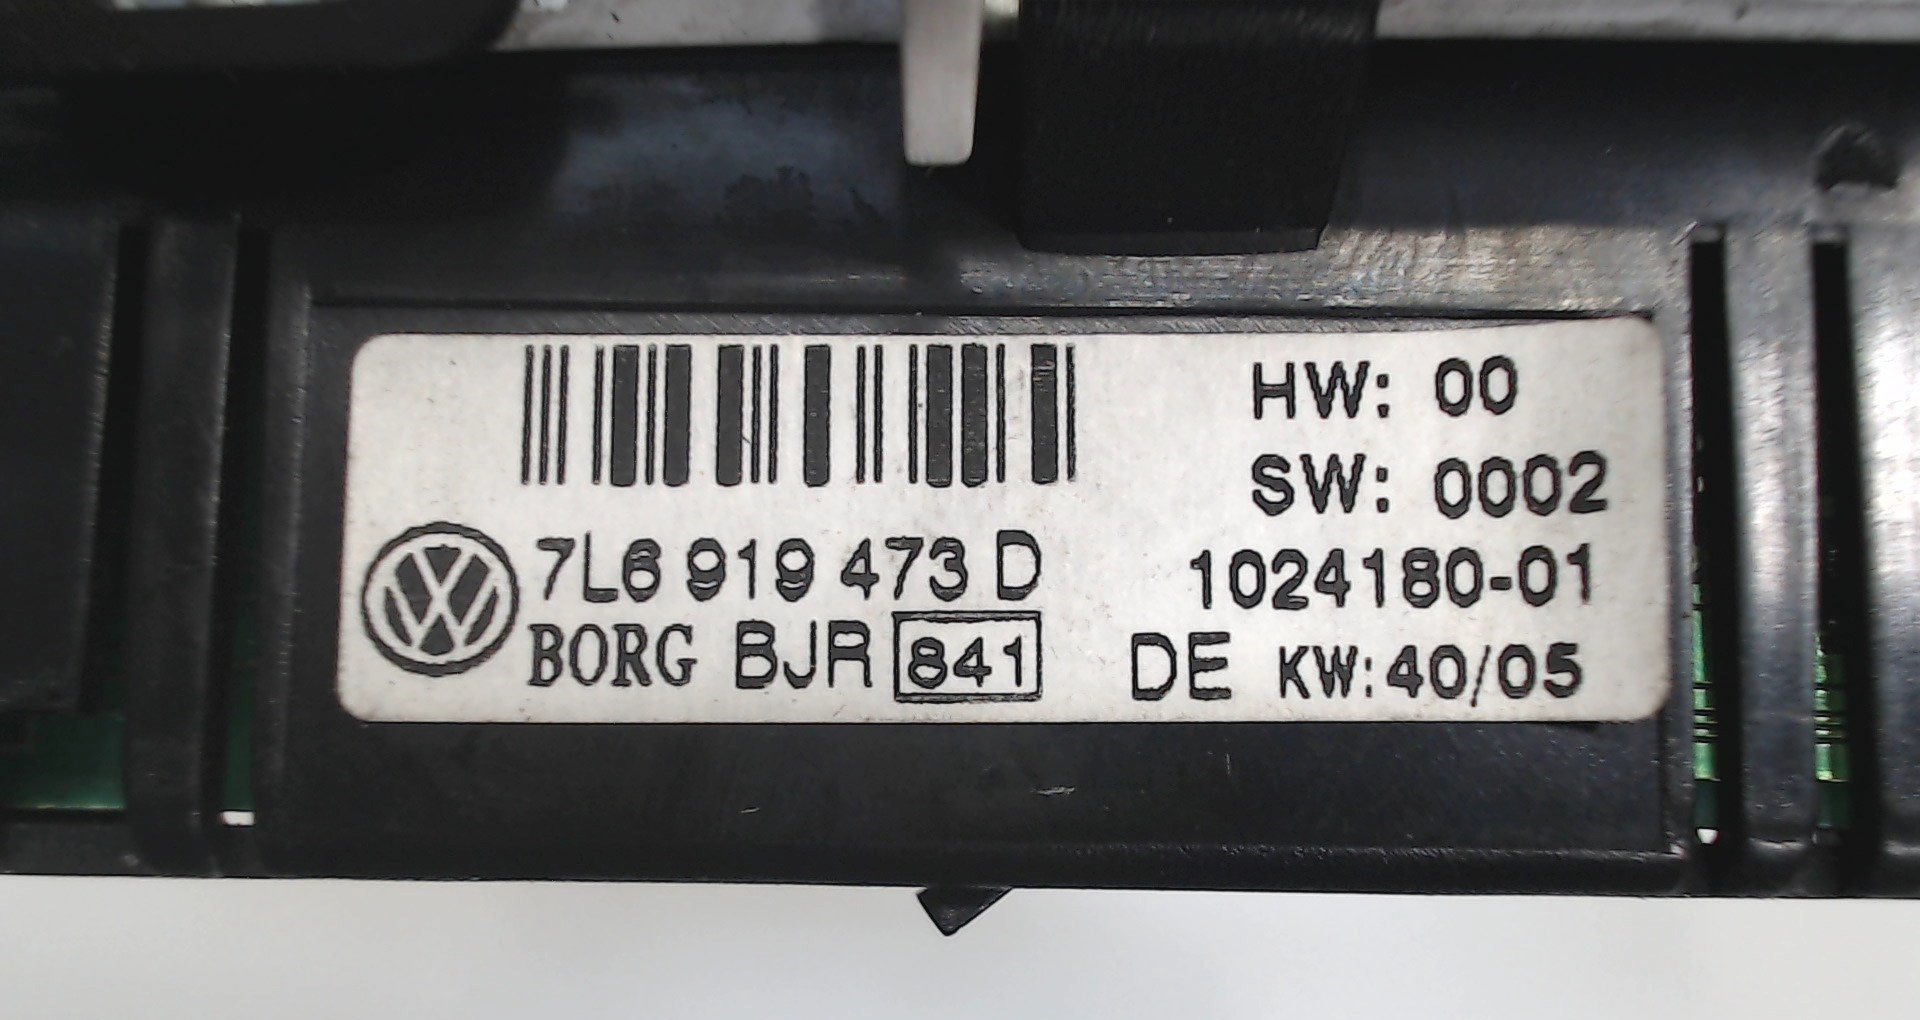 HW: 00
SW: 0002
7L6 919 473 D 1024180-01
BORG BJR 841 DE KW:40/05